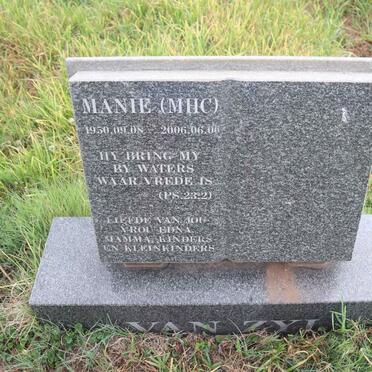 MANIE (MHC)
1950.09.08 - 2006.06.06
HY BRING MY
BY WATERS
WAAR VREDE IS
(PS.23:2)
LIEFDE VAN JOU
VROU EDNA,
MAMMA, KINDERS
EN KLEINKINDERS
VAN ZYL